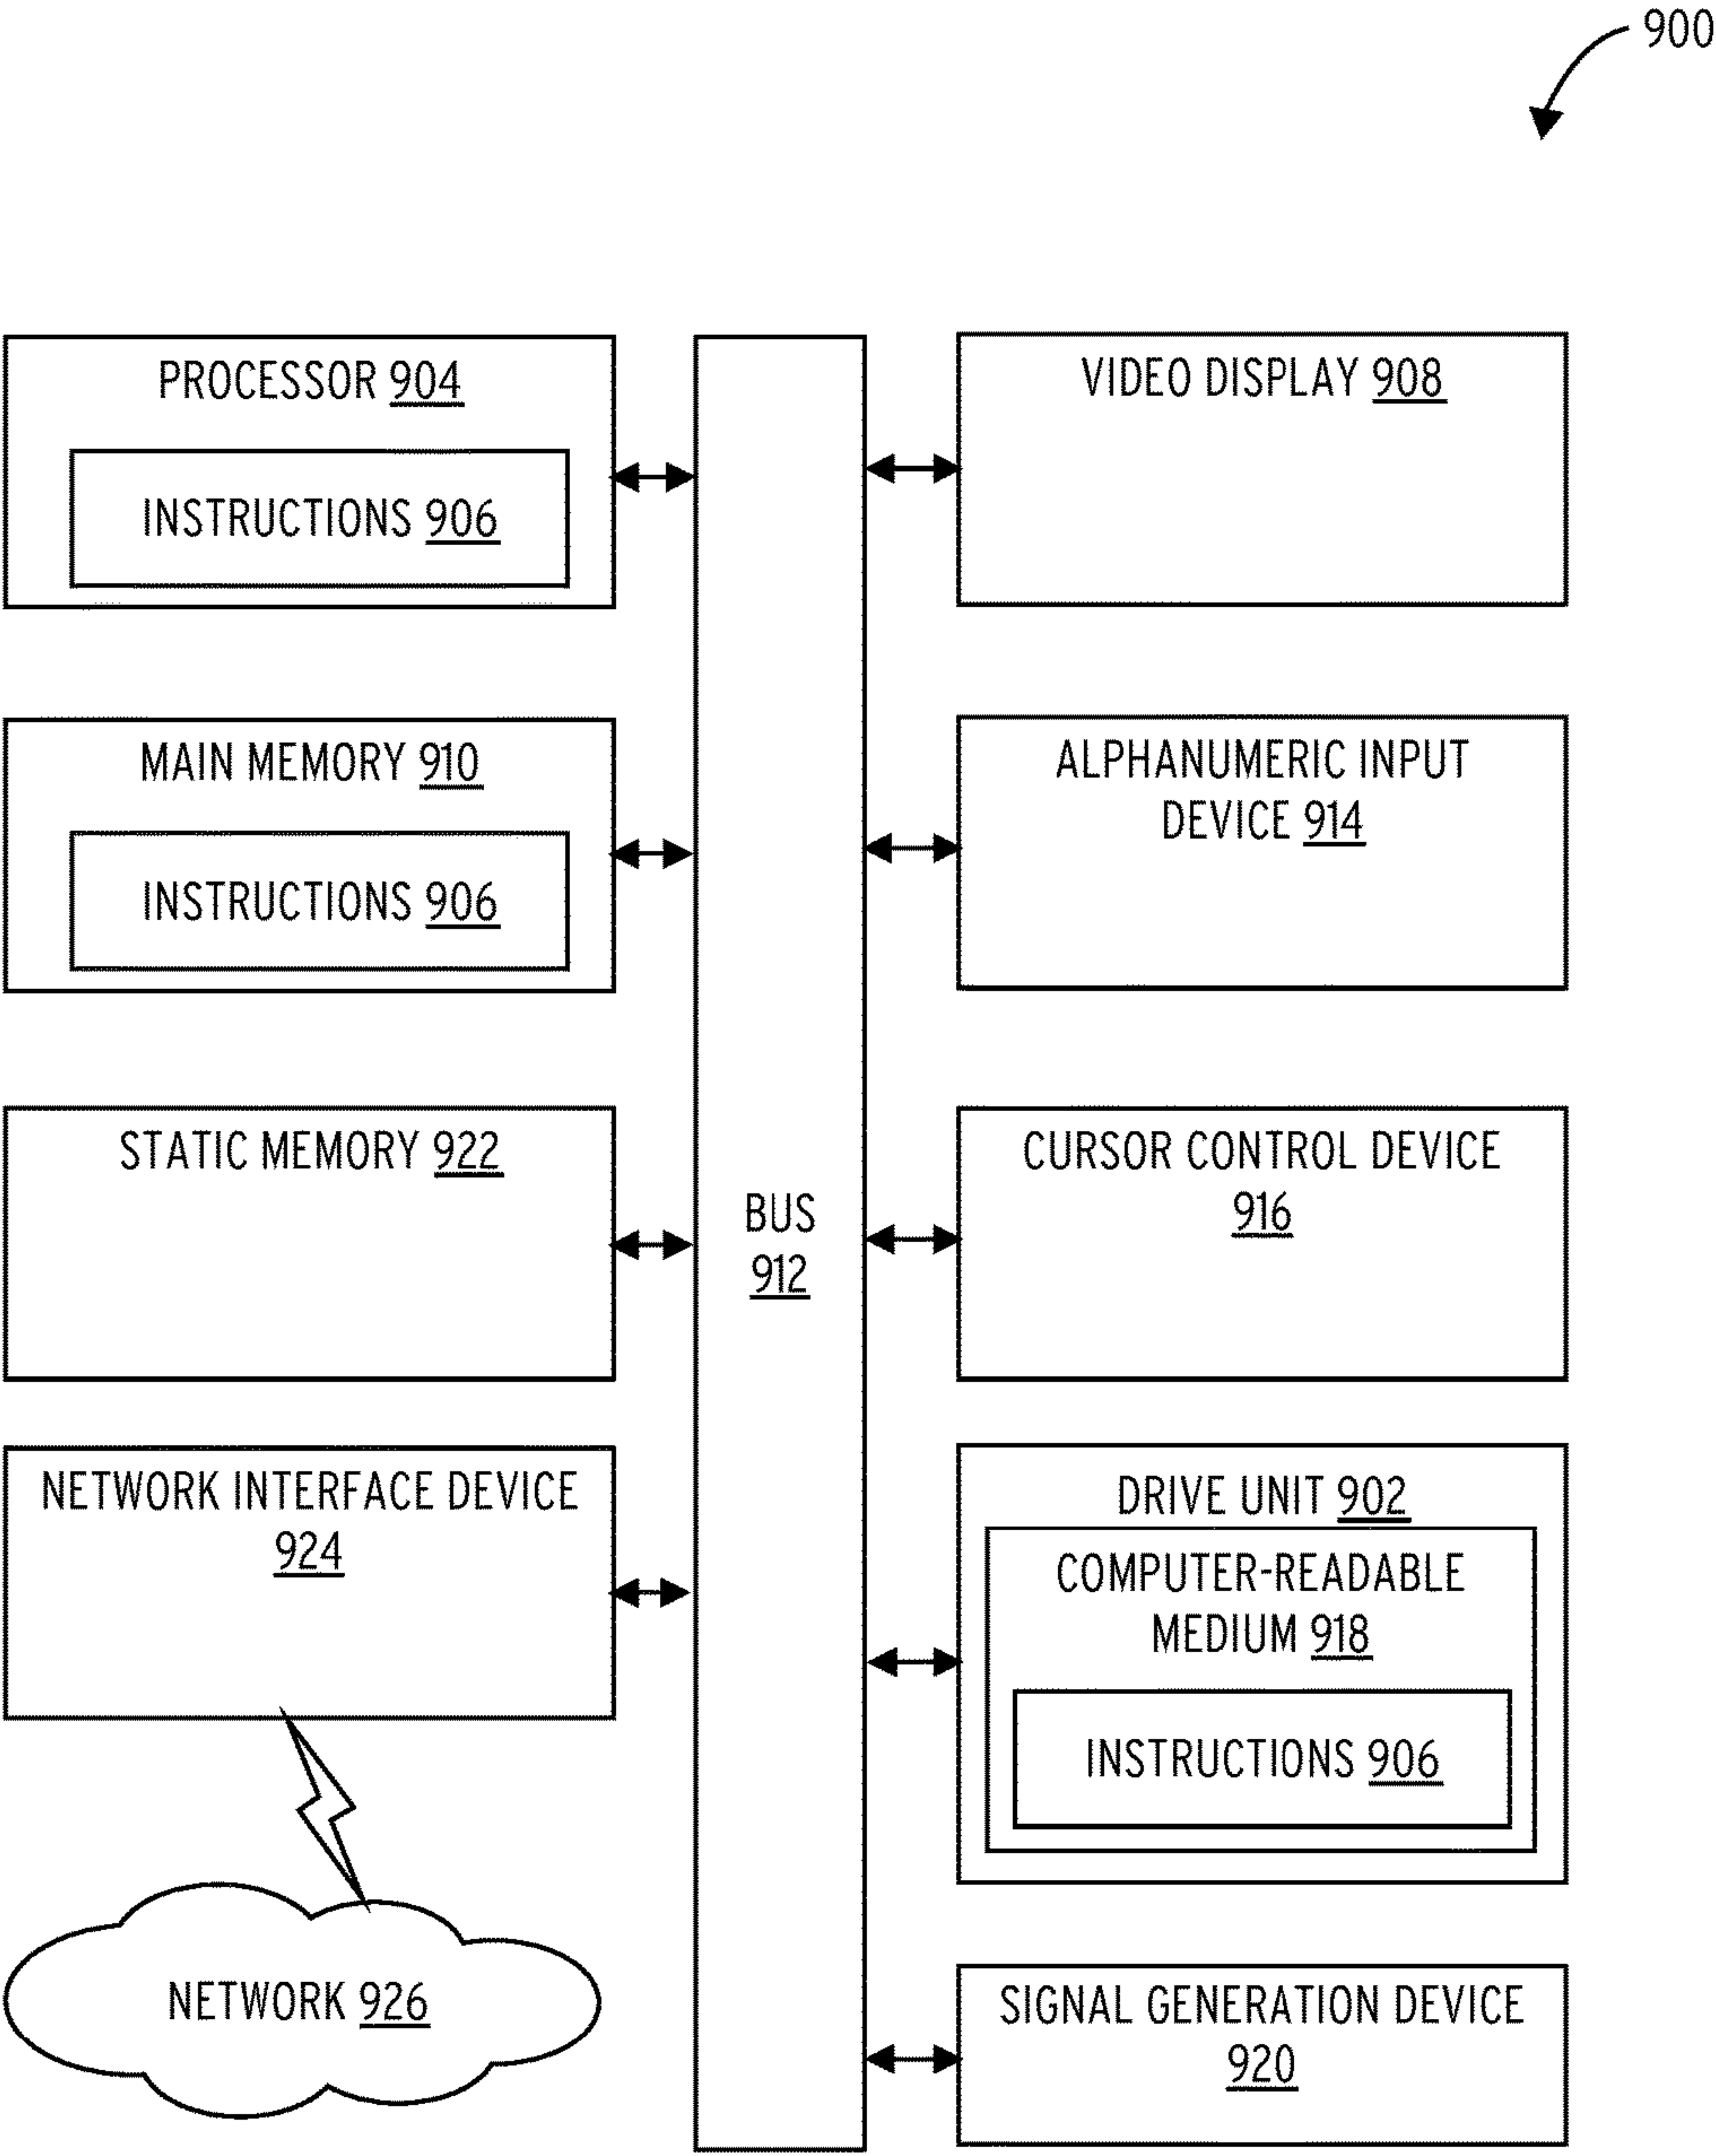 900
PROCESSOR 904
INSTRUCTIONS 906
MAIN MEMORY 910
INSTRUCTIONS 906
STATIC MEMORY 922
NETWORK INTERFACE DEVICE
924
NETWORK 926
BUS
912
VIDEO DISPLAY 908
ALPHANUMERIC INPUT
DEVICE 914
CURSOR CONTROL DEVICE
916
DRIVE UNIT 902
COMPUTER-READABLE
MEDIUM 918
INSTRUCTIONS 906
SIGNAL GENERATION DEVICE
920